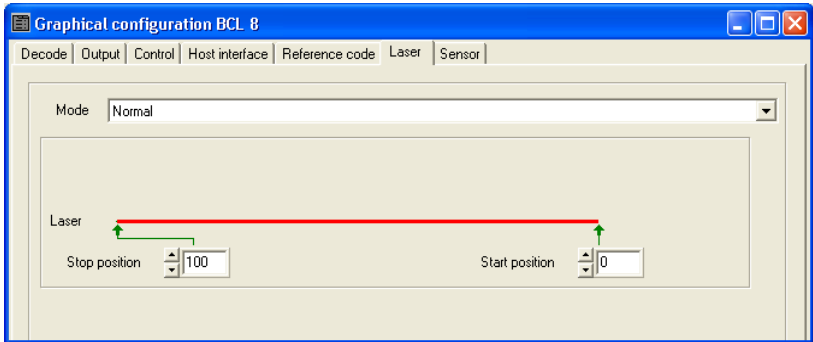 Graphical configuration BCL 8
Decode Output Control Host interface Reference code Laser Sensor
Mode Normal
Laser
Stop position 100 Start position 0